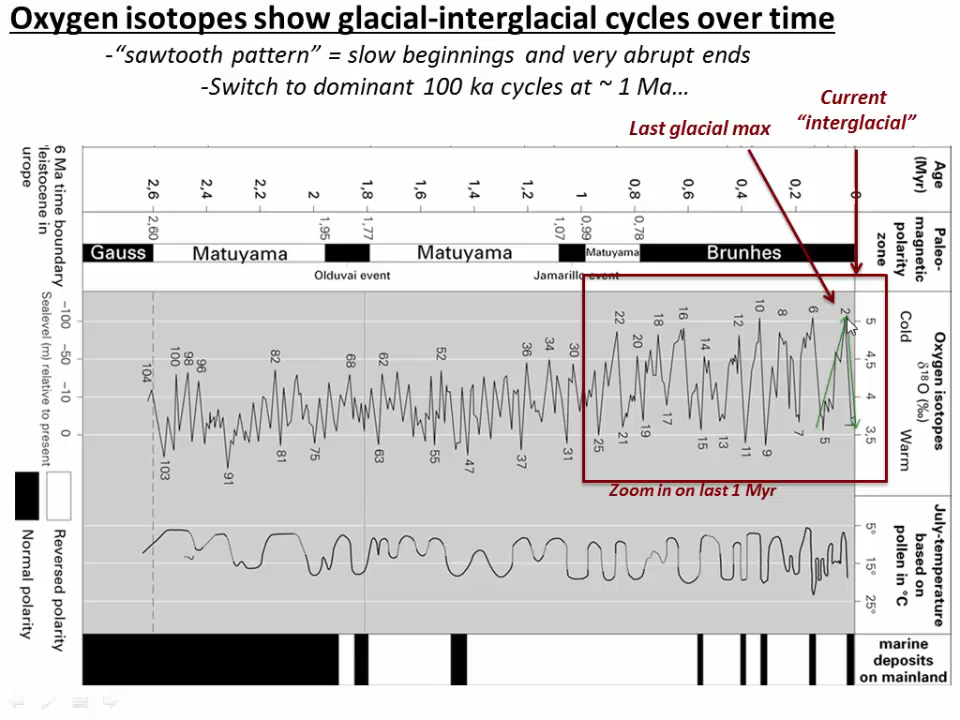 Oxygen isotopes show glacial-interglacial cycles over time
-“sawtooth pattern” = slow beginnings and very abrupt ends
-Switch to dominant 100 ka cycles at ~ 1 Ma…
Current
“interglacial”
Last glacial max
6 Ma time boundary
'leistocene in
urope
2,6
2,4
2,2
2
1,8
1,6
1,4
1,2
1
0,8
0,6
0,4
0,2
0
Age
(Myr)
2,60
1,95
1,77
1,07
0,99
0,78
Paleo-
magnetic
polarity
zone
Gauss
Matuyama
Matuyama
Matuyama
Brunhes
Olduvai event
Jamarillo event
Sealevel (m) relative to present
-100
-50
-10
0
104
100
98
96
82
68
62
52
36
34
30
22
20
18
16
14
12
10
8
6
2
103
91
81
75
63
55
47
37
31
25
21
19
17
15
13
11
9
7
5
5
4,5
4
3,5
Cold
Warm
Oxygen isotopes
δ18O (‰)
Zoom in on last 1 Myr
?
5°
15°
25°
July-temperature
based on
pollen in °C
Reversed polarity
Normal polarity
marine
deposits
on mainland